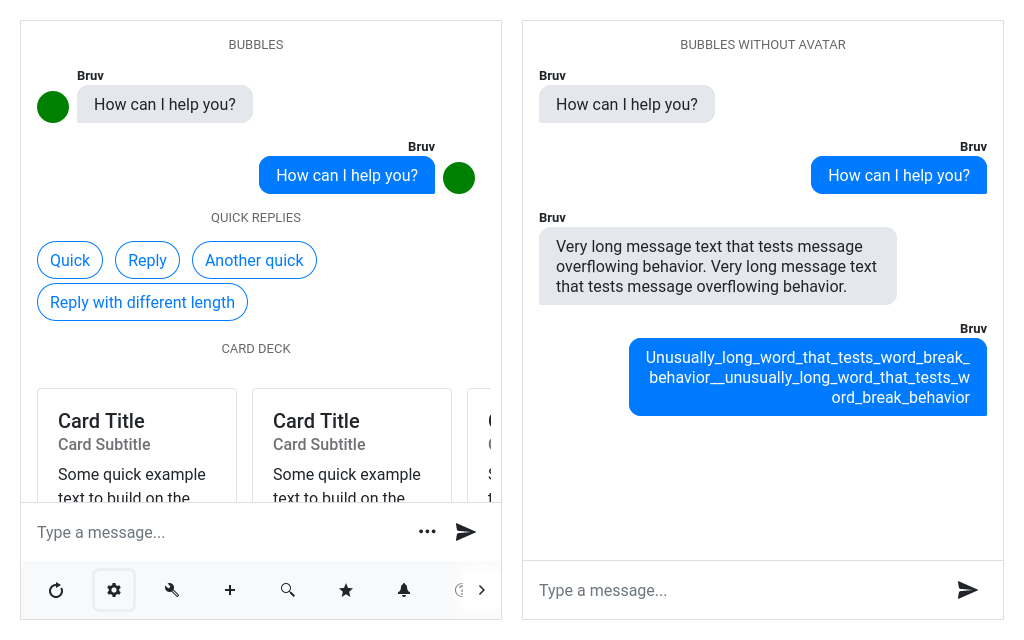 BUBBLES
Bruv
How can I help you?
Bruv
How can I help you?
QUICK REPLIES
Quick
Reply
Another quick
Reply with different length
CARD DECK
Card Title
Card Subtitle
Some quick example
text to build on the
Card Title
Card Subtitle
Some quick example
text to build on the
Type a message...
BUBBLES WITHOUT AVATAR
Bruv
How can I help you?
Bruv
How can I help you?
Bruv
Very long message text that tests message
overflowing behavior. Very long message text
that tests message overflowing behavior.
Bruv
Unusually_long_word_that_tests_word_break_
behavior__unusually_long_word_that_tests_w
ord_break_behavior
Type a message...